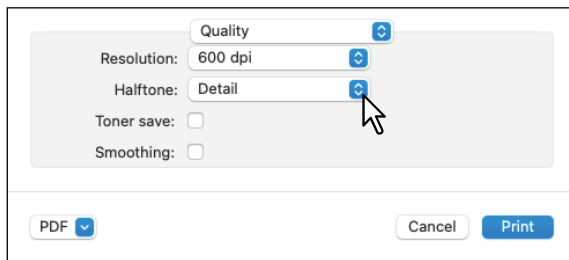 Quality
Resolution: 600 dpi
Halftone: Detail
Toner save:
Smoothing:
PDF Cancel Print